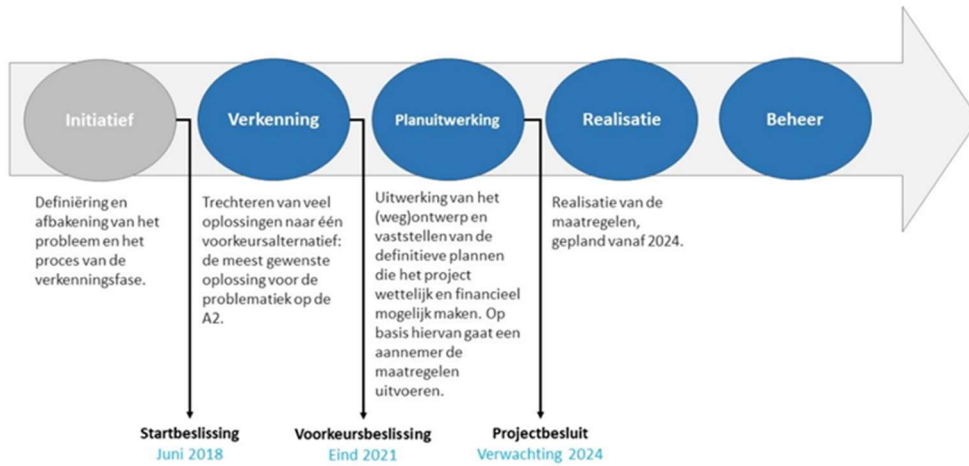 Initiatief
Verkenning
Planuitwerking
Realisatie
Beheer
Definiëring en
afbakening van het
probleem en het
proces van de
verkenningsfase.
Trechteren van veel
oplossingen naar één
voorkeursalternatief:
de meest gewenste
oplossing voor de
problematiek op de
A2.
Uitwerking van het
(weg)ontwerp en
vaststellen van de
definitieve plannen
die het project
wettelijk en financieel
mogelijk maken. Op
basis hiervan gaat een
aannemer de
maatregelen
uitvoeren.
Realisatie van de
maatregelen,
gepland vanaf 2024.
Startbeslissing
Juni 2018
Voorkeursbeslissing
Eind 2021
Projectbesluit
Verwachting 2024